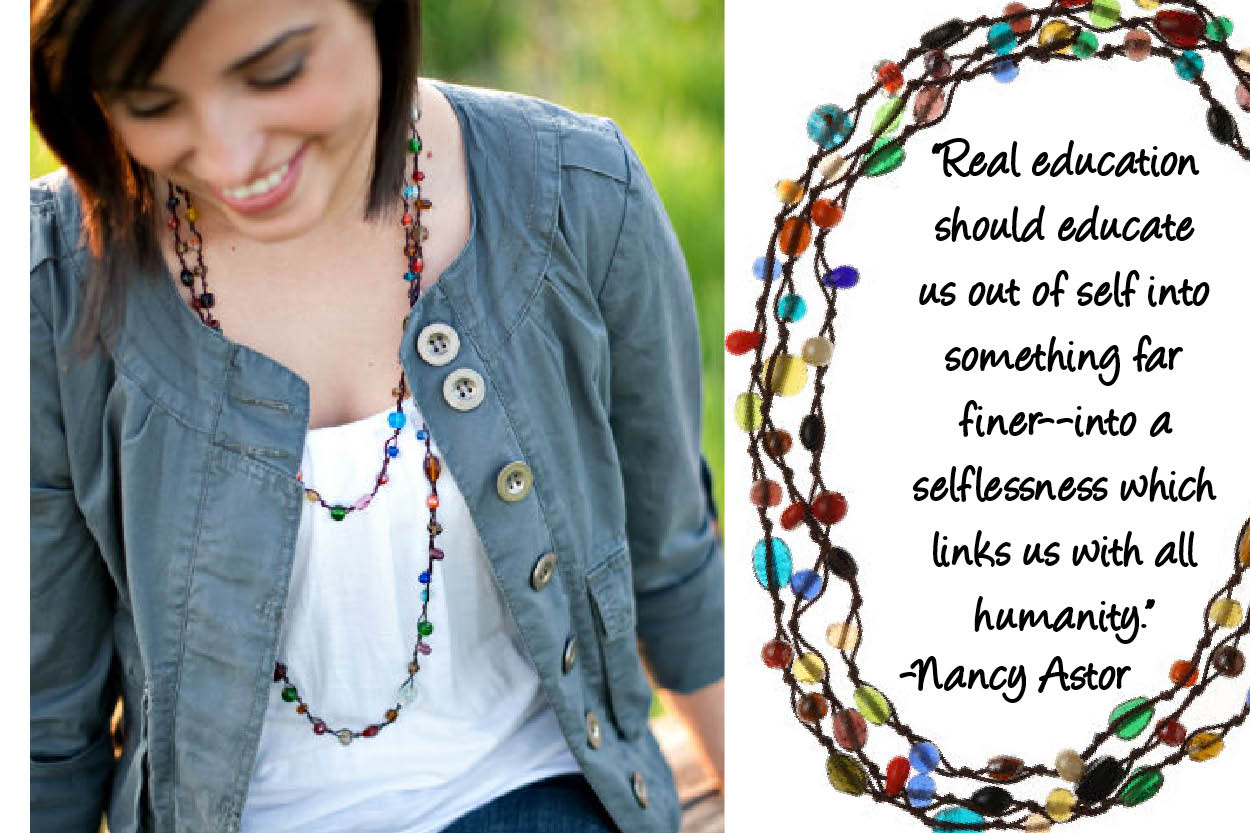 “Real education
should educate
us out of self into
something far
finer--into a
selflessness which
links us with all
humanity.”
-Nancy Astor